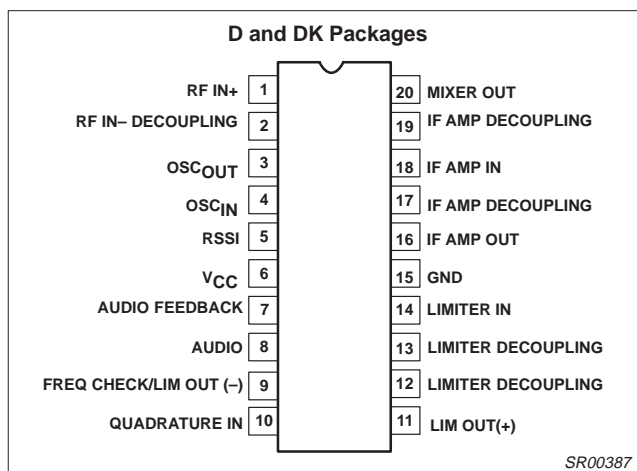 D and DK Packages
RF IN+ 1 20 MIXER OUT
RF IN– DECOUPLING 2 19 IF AMP DECOUPLING
OSCOUT 3 18 IF AMP IN
OSCIN 4 17 IF AMP DECOUPLING
RSSI 5 16 IF AMP OUT
VCC 6 15 GND
AUDIO FEEDBACK 7 14 LIMITER IN
AUDIO 8 13 LIMITER DECOUPLING
FREQ CHECK/LIM OUT (–) 9 12 LIMITER DECOUPLING
QUADRATURE IN 10 11 LIM OUT(+)
SR00387